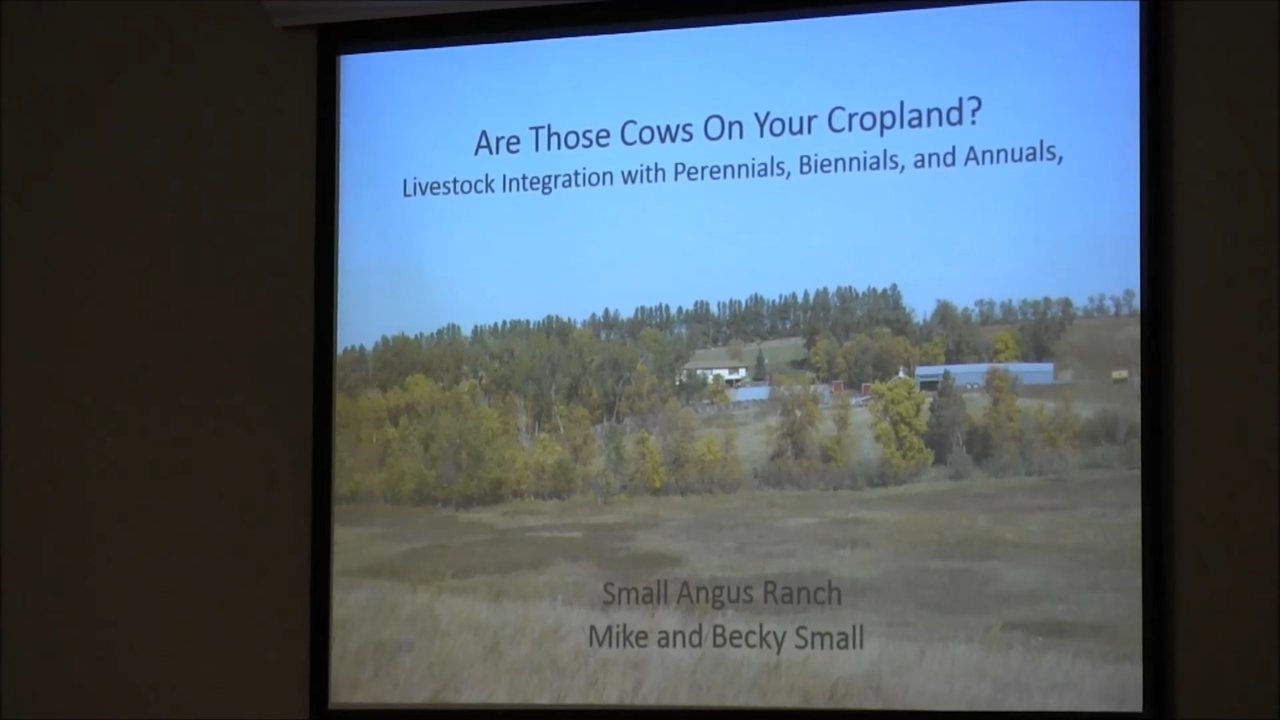 Are Those Cows On Your Cropland?
Livestock Integration with Perennials, Biennials, and Annuals,
Small Angus Ranch
Mike and Becky Small